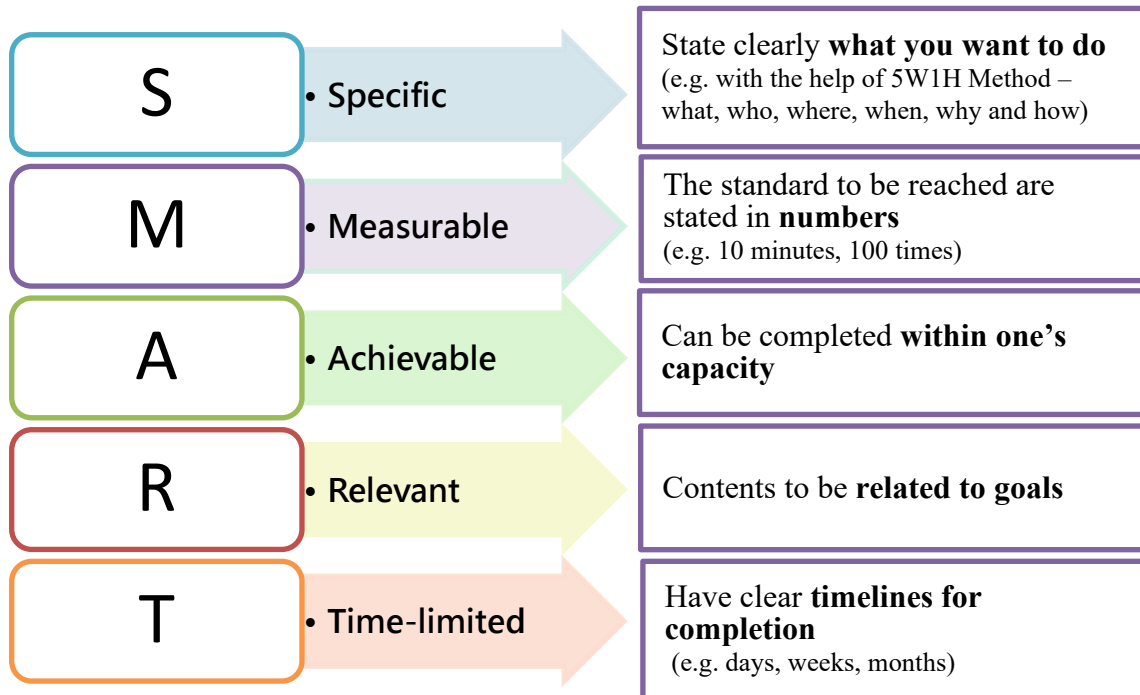 S
• Specific
State clearly what you want to do
(e.g. with the help of 5W1H Method –
what, who, where, when, why and how)
M
• Measurable
The standard to be reached are
stated in numbers
(e.g. 10 minutes, 100 times)
A
• Achievable
Can be completed within one’s
capacity
R
• Relevant
Contents to be related to goals
T
• Time-limited
Have clear timelines for
completion
(e.g. days, weeks, months)